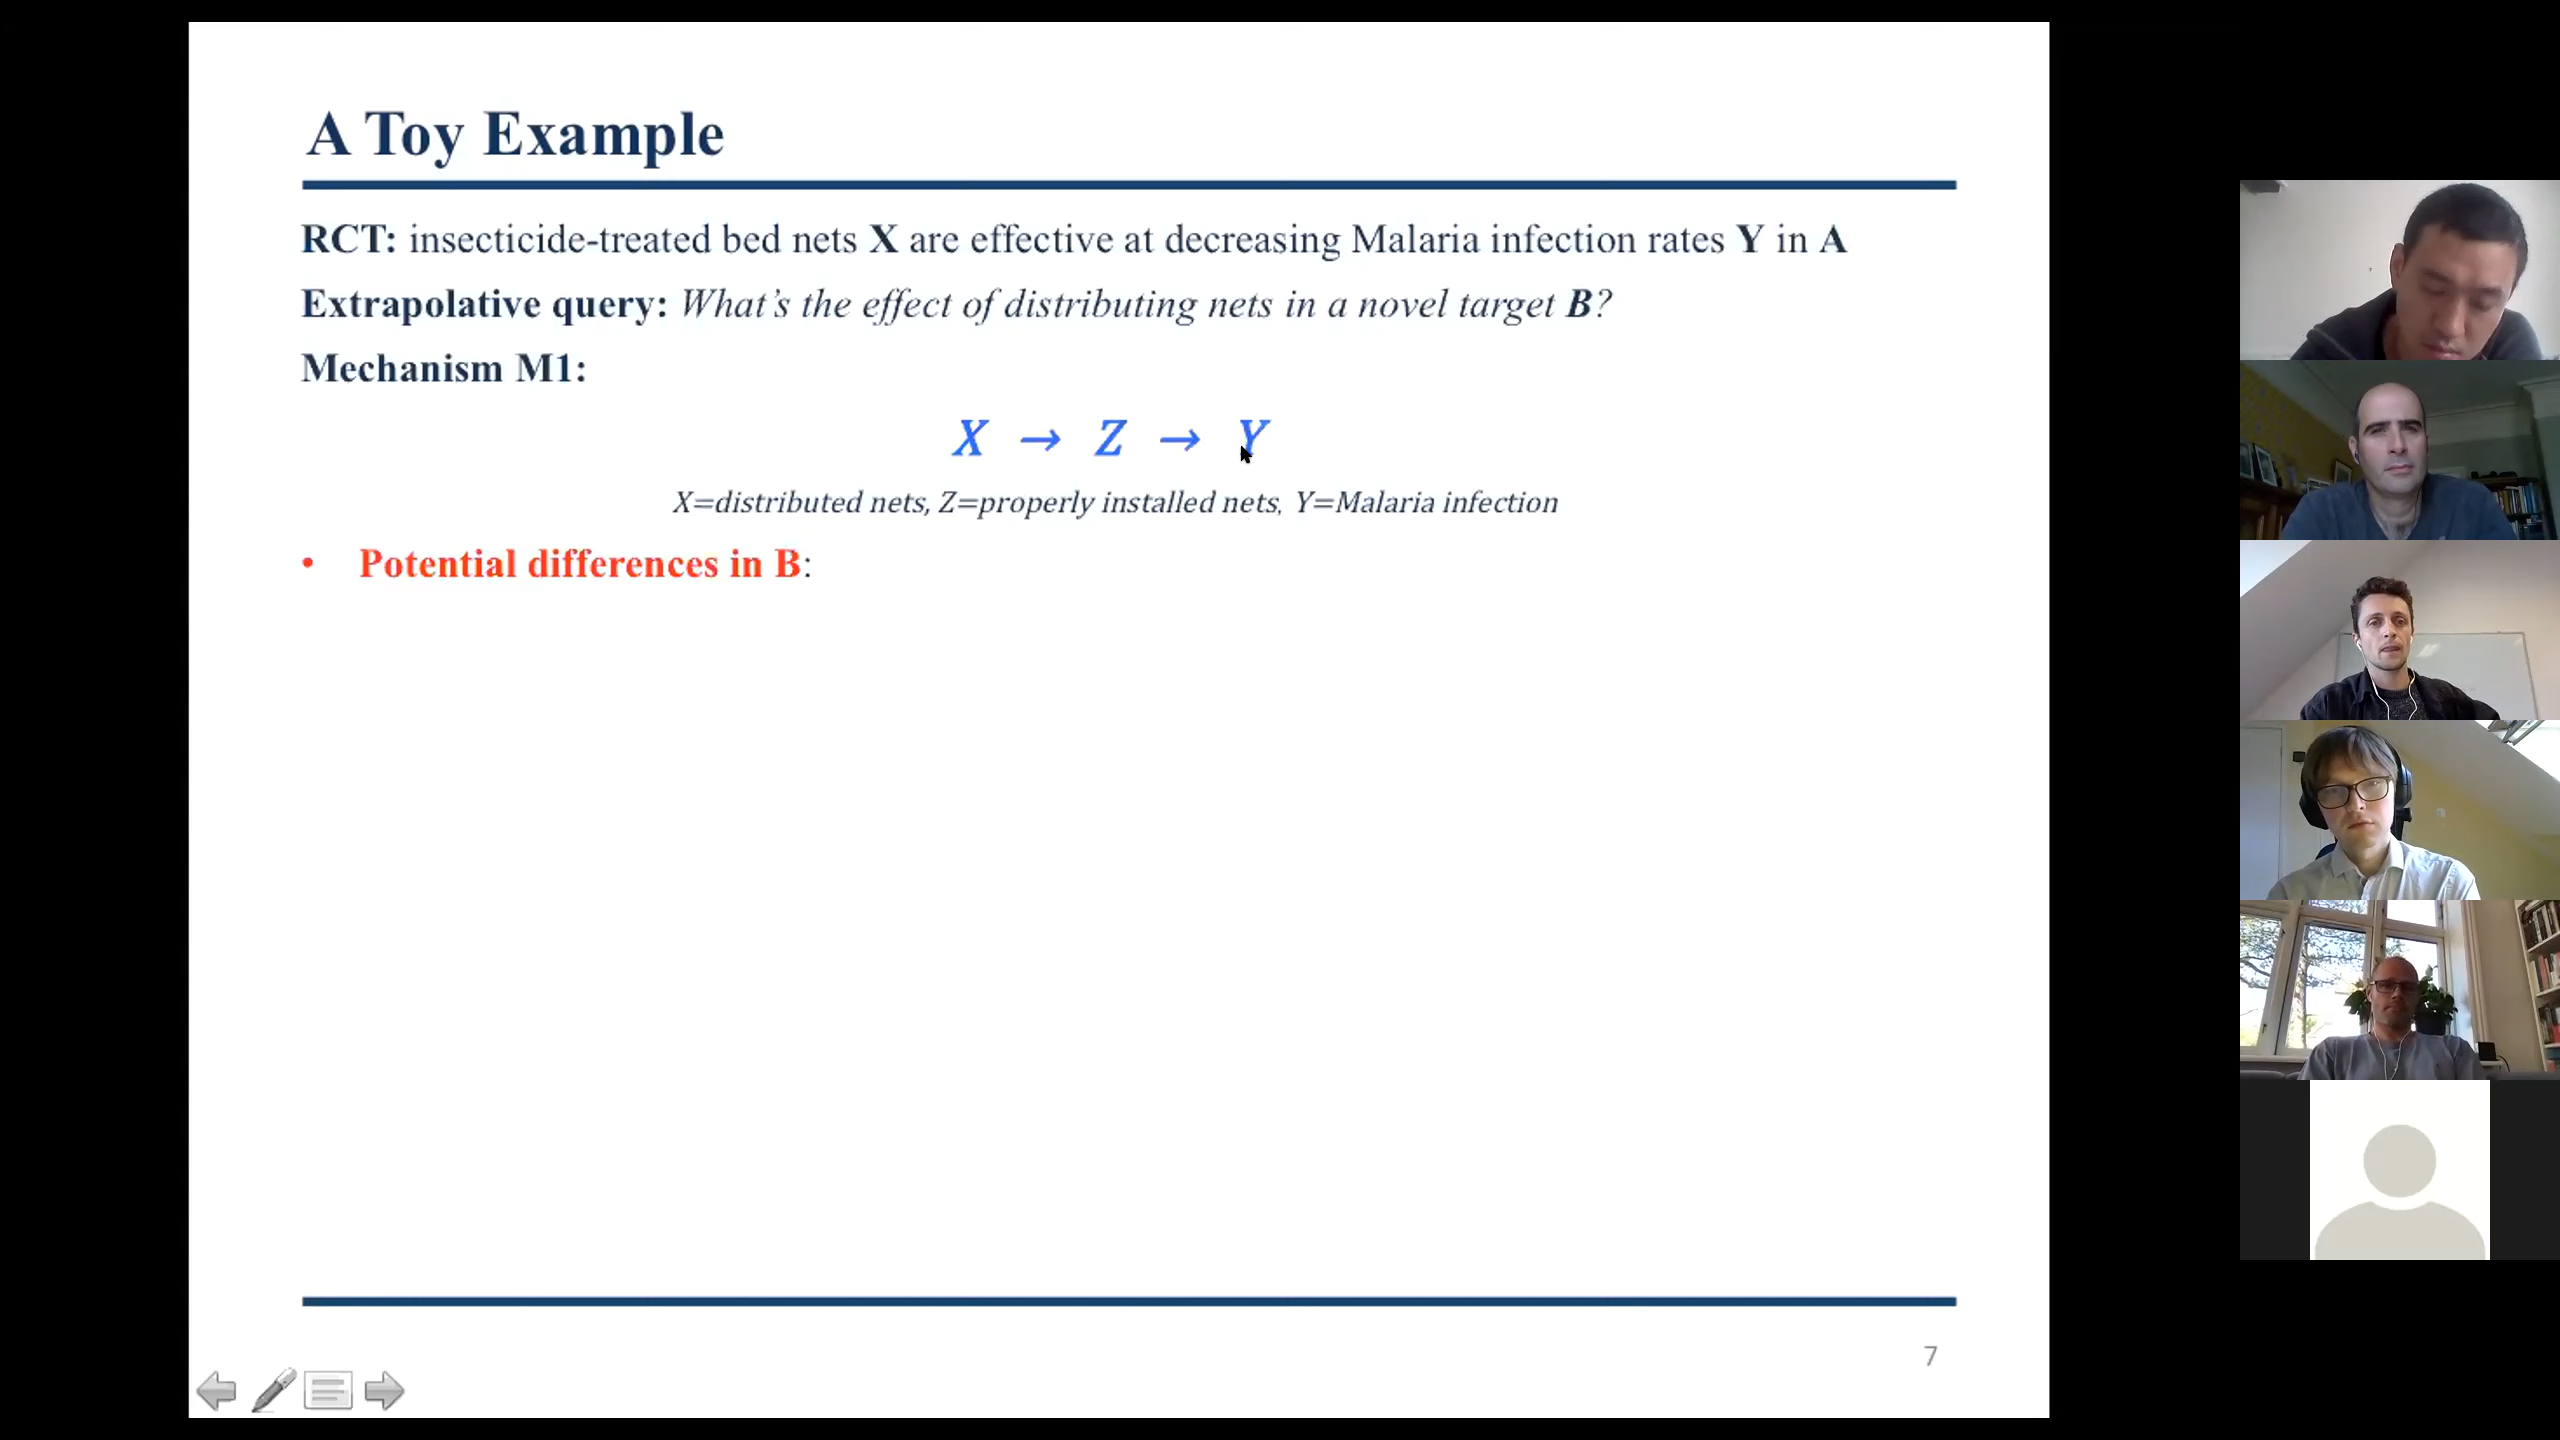 A Toy Example
RCT: insecticide-treated bed nets X are effective at decreasing Malaria infection rates Y in A
Extrapolative query: What's the effect of distributing nets in a novel target B?
Mechanism M1:
X → Z → Y
X=distributed nets, Z=properly installed nets, Y=Malaria infection
• Potential differences in B:
7